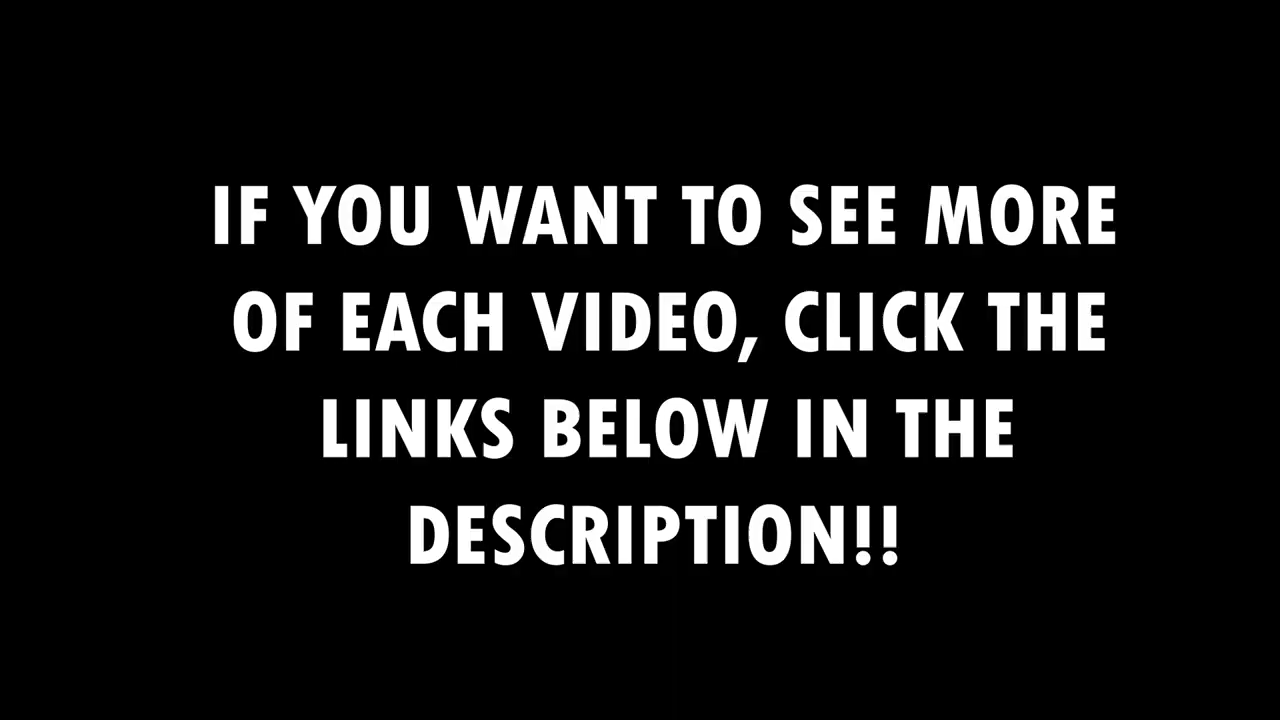 IF YOU WANT TO SEE MORE
OF EACH VIDEO, CLICK THE
LINKS BELOW IN THE
DESCRIPTION!!